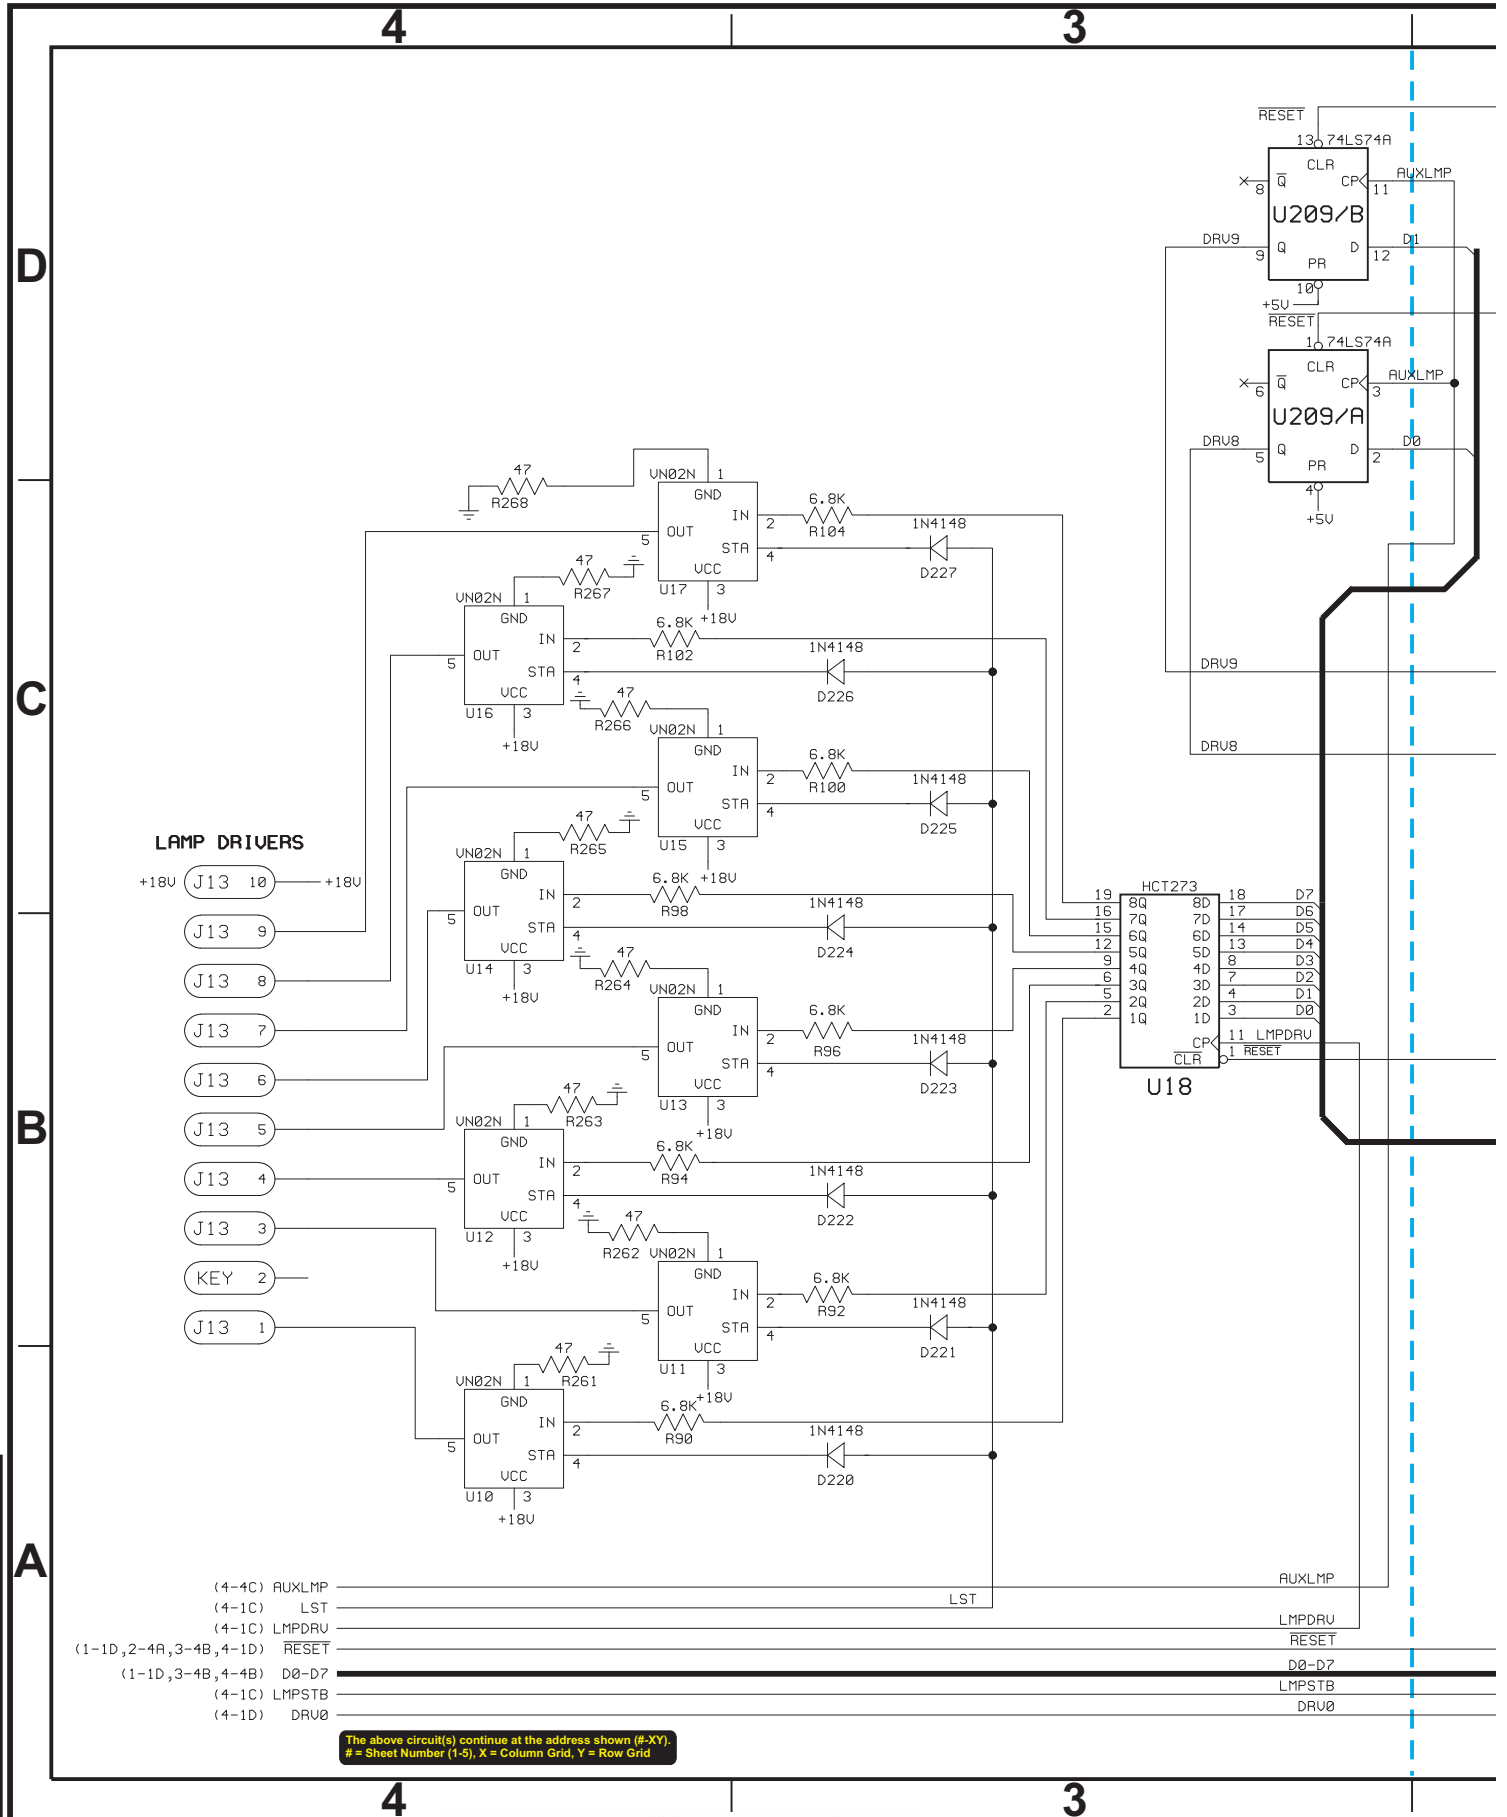 4 3
RESET
13 74LS74A
CLR
8 Q CP 11 AUXLMP
U209/B
DRV9 9 Q D 12 D1
PR
10
+5V
RESET
1 74LS74A
CLR
6 Q CP 3 AUXLMP
U209/A
DRV8 5 Q D 2 D0
PR
4
+5V
D
47
R268
VN02N 1
GND
IN 2
5 OUT
STA 4
VCC
U17 3
+18V
6.8K
R104
1N4148
D227
47
R267
VN02N 1
GND
IN 2
5 OUT
STA 4
VCC
U16 3
+18V
6.8K
R102
1N4148
D226
DRV9
C
47
R266
VN02N 1
GND
IN 2
5 OUT
STA 4
VCC
U15 3
+18V
6.8K
R100
1N4148
D225
DRV8
47
R265
VN02N 1
GND
IN 2
5 OUT
STA 4
VCC
U14 3
+18V
6.8K
R98
1N4148
D224
LAMP DRIVERS
+18V J13 10 +18V
J13 9
J13 8
J13 7
J13 6
J13 5
J13 4
J13 3
KEY 2
J13 1
HCT273
19 8Q 8D 18 D7
16 7Q 7D 17 D6
15 6Q 6D 14 D5
12 5Q 5D 13 D4
9 4Q 4D 8 D3
6 3Q 3D 7 D2
5 2Q 2D 4 D1
2 1Q 1D 3 D0
CP 11 LMPDRV
CLR 1 RESET
U18
47
R264
VN02N 1
GND
IN 2
5 OUT
STA 4
VCC
U13 3
+18V
6.8K
R96
1N4148
D223
B
47
R263
VN02N 1
GND
IN 2
5 OUT
STA 4
VCC
U12 3
+18V
6.8K
R94
1N4148
D222
47
R262
VN02N 1
GND
IN 2
5 OUT
STA 4
VCC
U11 3
+18V
6.8K
R92
1N4148
D221
47
R261
VN02N 1
GND
IN 2
5 OUT
STA 4
VCC
U10 3
+18V
6.8K
R90
1N4148
D220
A
(4-4C) AUXLMP AUXLMP
(4-1C) LST LST
(4-1C) LMPDRV LMPDRV
(1-1D,2-4A,3-4B,4-1D) RESET RESET
(1-1D,3-4B,4-4B) D0-D7 D0-D7
(4-1C) LMPSTB LMPSTB
(4-1D) DRV0 DRV0
The above circuit(s) continue at the address shown (#-XY).
# = Sheet Number (1-5), X = Column Grid, Y = Row Grid
4 3